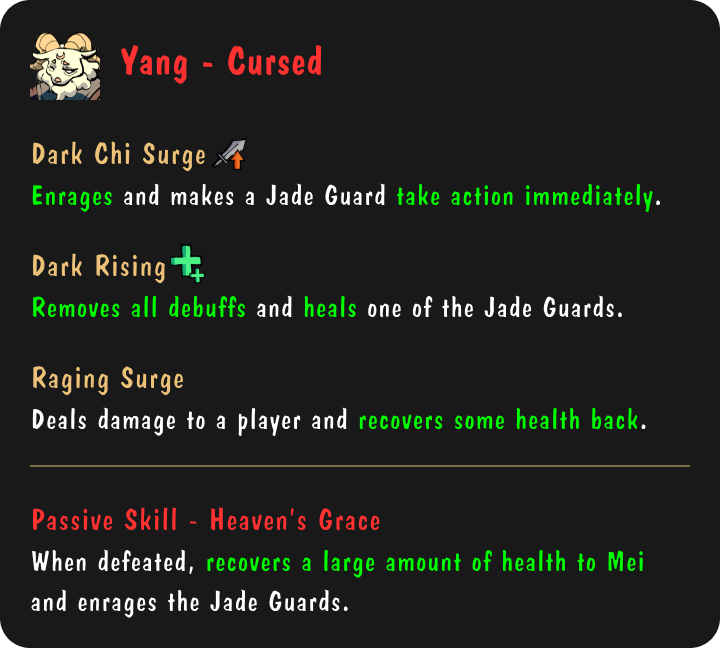 Yang - Cursed
Dark Chi Surge
Enrages and makes a Jade Guard take action immediately.
Dark Rising
Removes all debuffs and heals one of the Jade Guards.
Raging Surge
Deals damage to a player and recovers some health back.
Passive Skill - Heaven's Grace
When defeated, recovers a large amount of health to Mei
and enrages the Jade Guards.